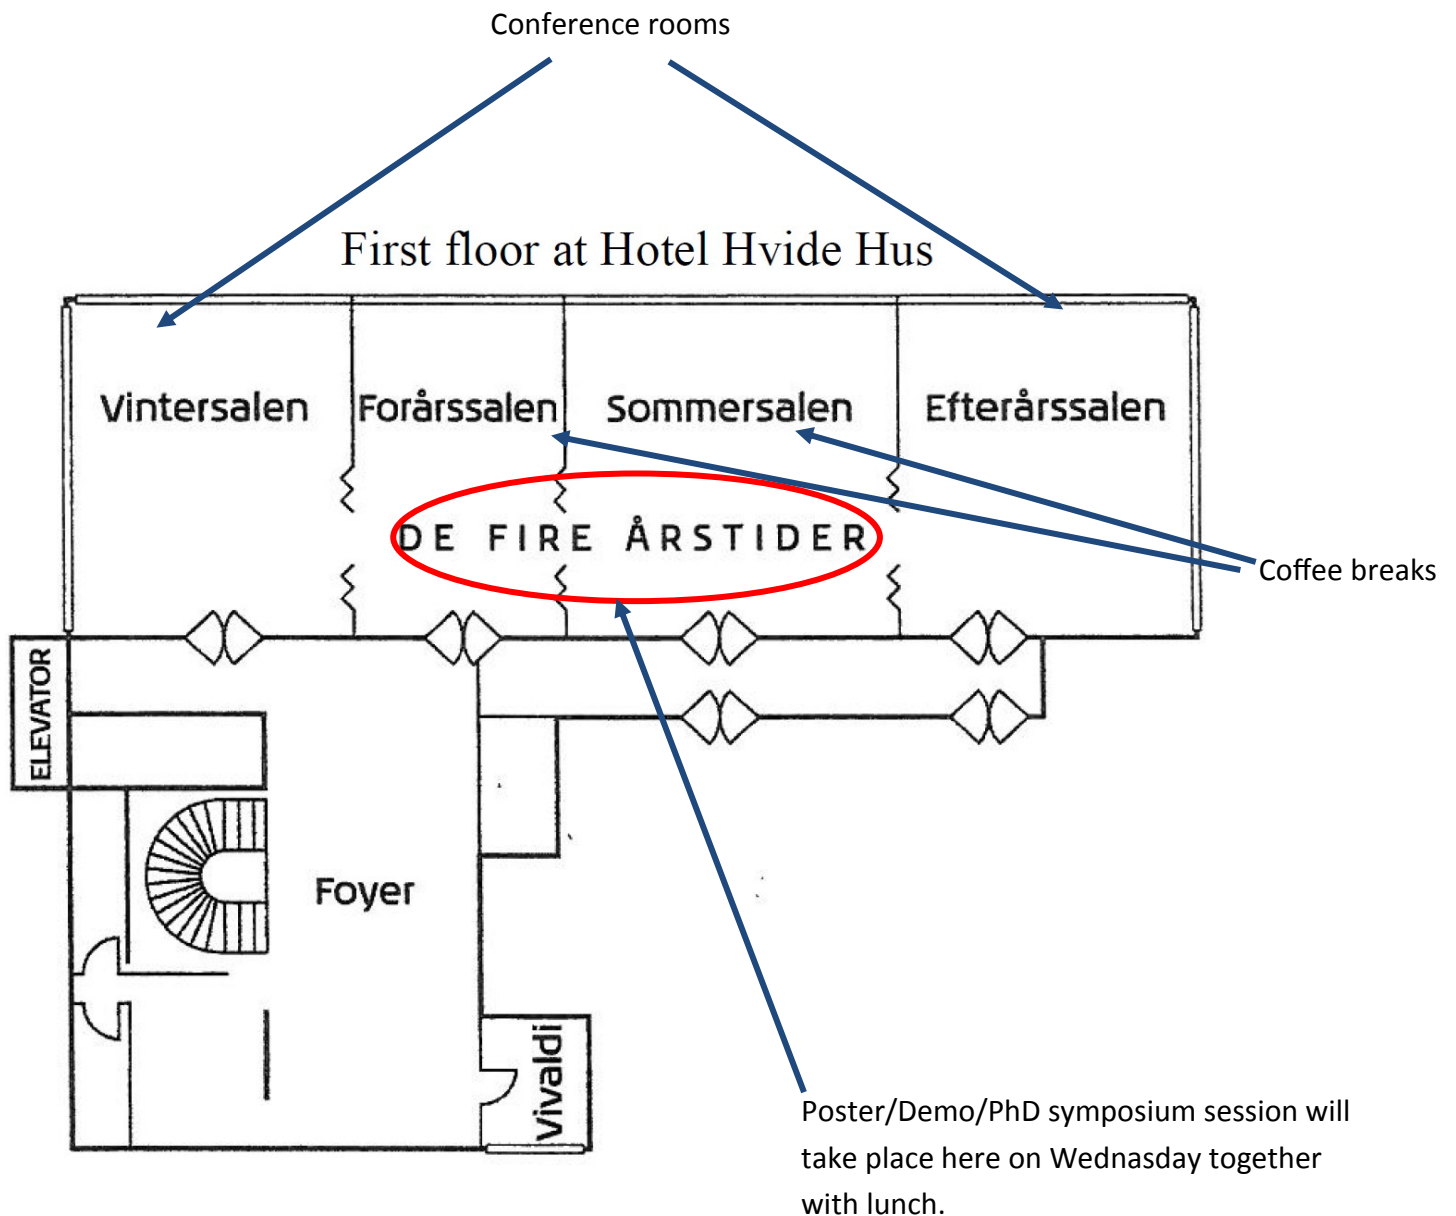 Conference rooms
First floor at Hotel Hvide Hus
Vintersalen
Forårssalen
Sommersalen
Efterårssalen
DE FIRE ÅRSTIDER
Coffee breaks
ELEVATOR
Foyer
Vivaldi
Poster/Demo/PhD symposium session will
take place here on Wednasday together
with lunch.